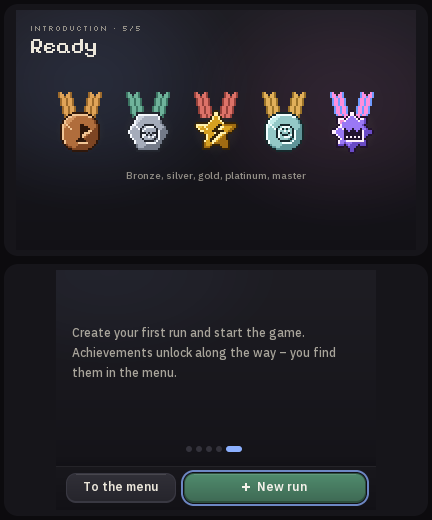 INTRODUCTION · 5/5
Ready
Bronze, silver, gold, platinum, master
Create your first run and start the game.
Achievements unlock along the way – you find
them in the menu.
To the menu
+ New run